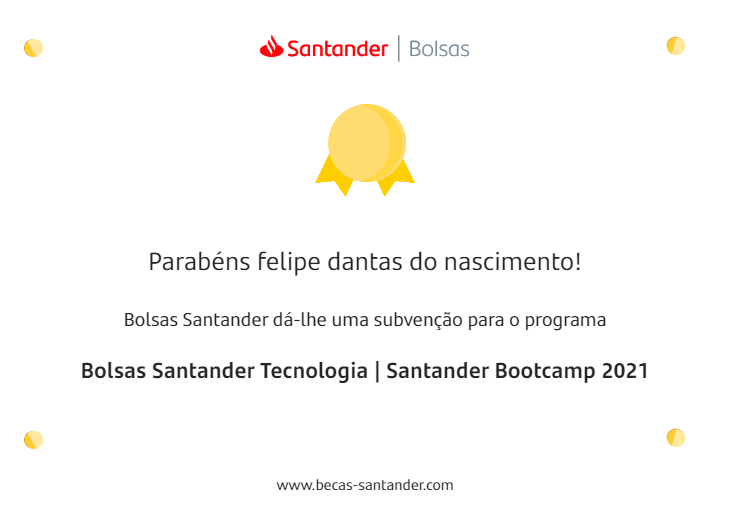 Santander | Bolsas
Parabéns felipe dantas do nascimento!
Bolsas Santander dá-lhe uma subvenção para o programa
Bolsas Santander Tecnologia | Santander Bootcamp 2021
www.becas-santander.com